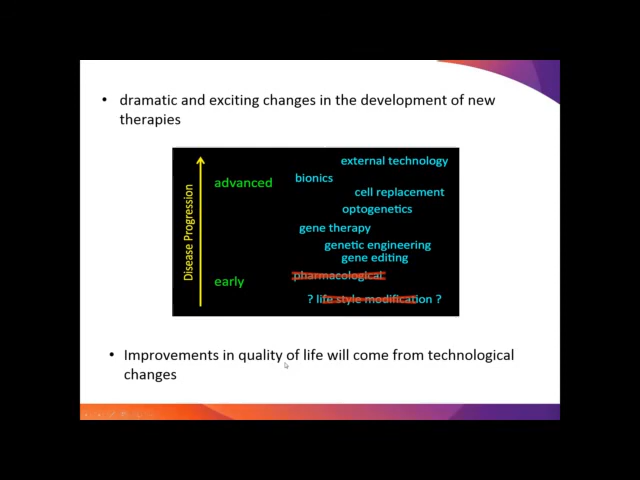 • dramatic and exciting changes in the development of new
therapies
external technology
bionics
advanced
cell replacement
optogenetics
gene therapy
genetic engineering
gene editing
pharmacological
early
? life style modification ?
Disease Progression
• Improvements in quality of life will come from technological
changes